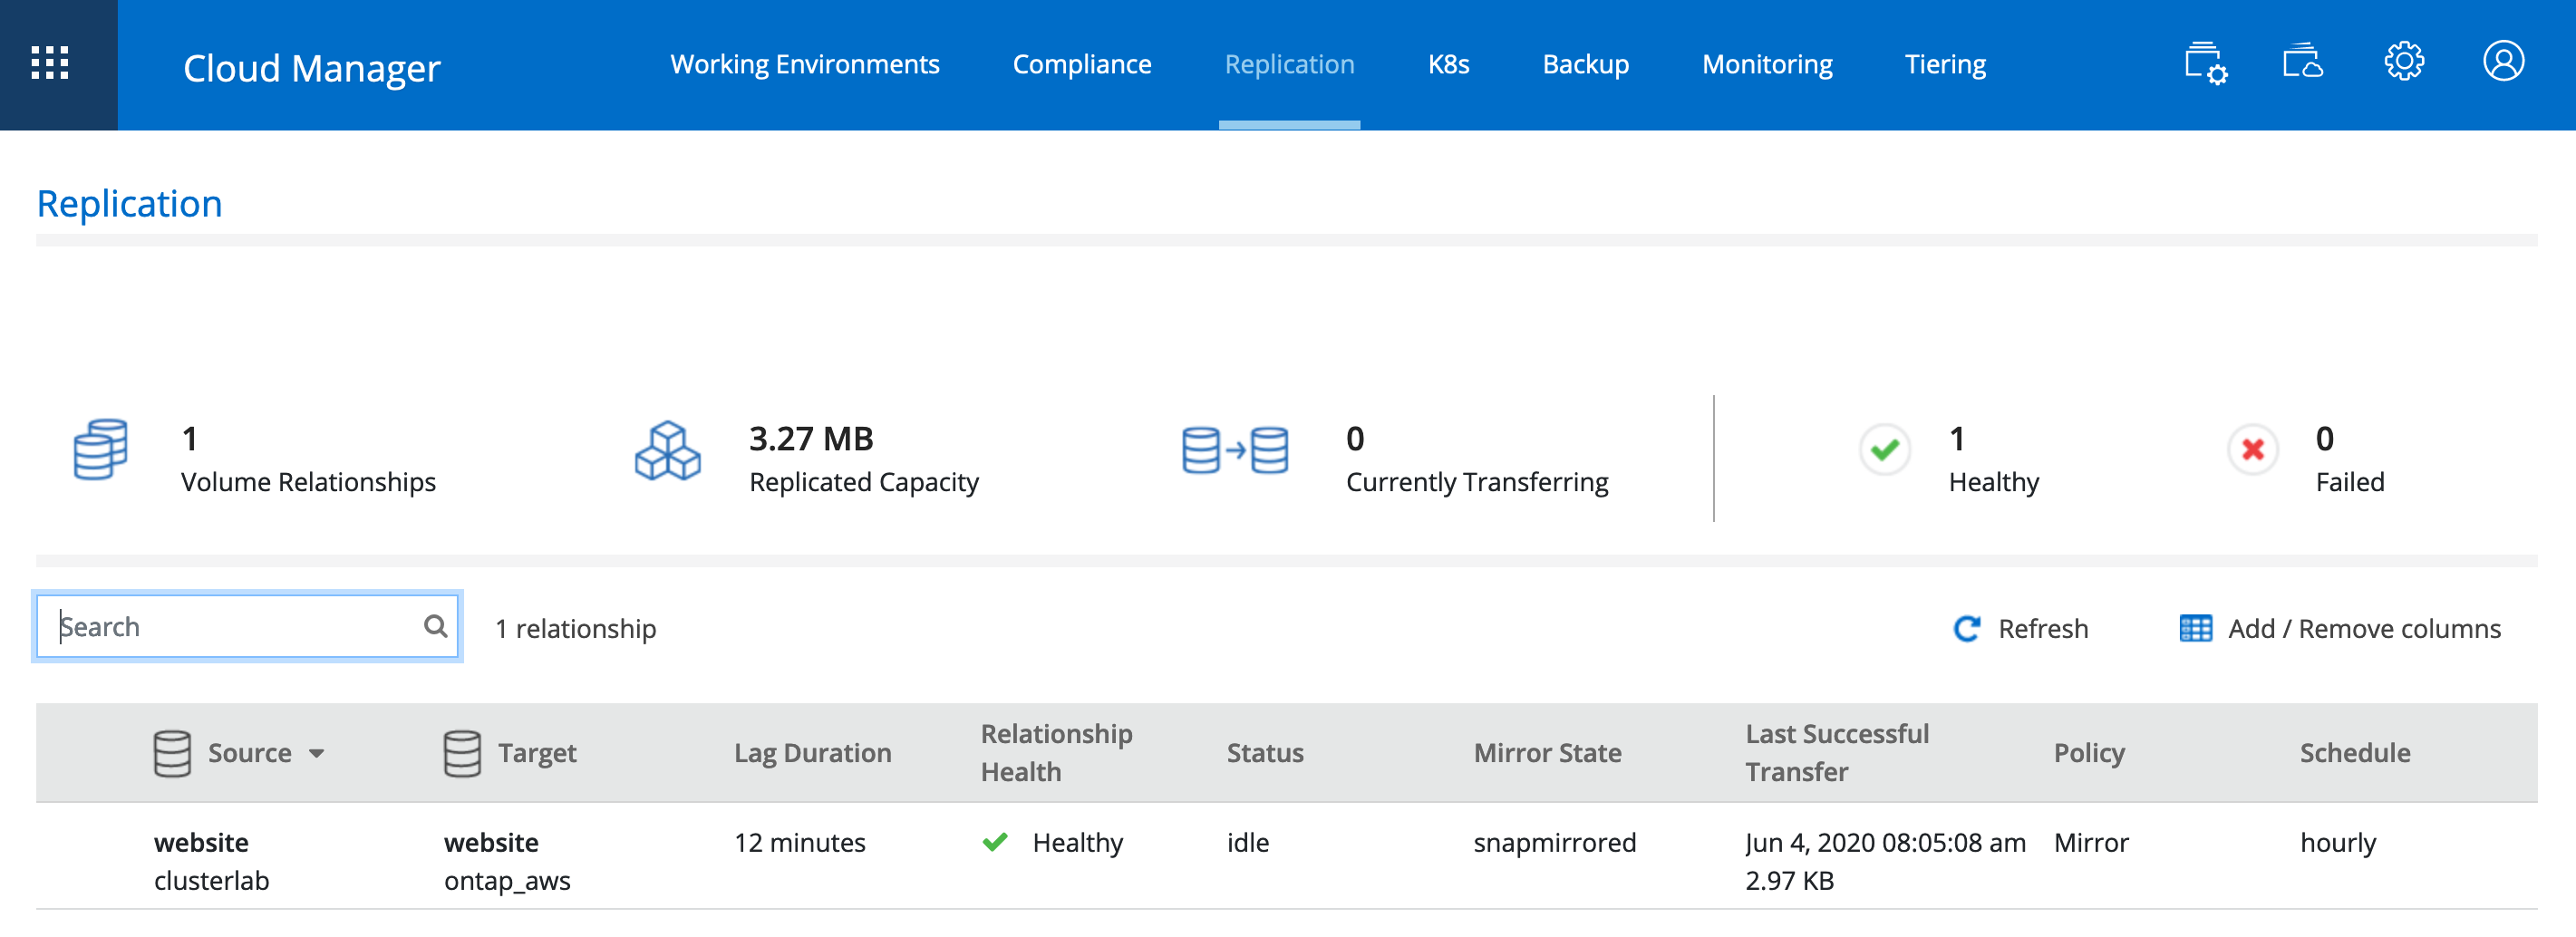 Cloud Manager
Working Environments
Compliance
Replication
K8s
Backup
Monitoring
Tiering
Replication
1
Volume Relationships
3.27 MB
Replicated Capacity
0
Currently Transferring
1
Healthy
0
Failed
Search
1 relationship
Refresh
Add / Remove columns
Source
Target
Lag Duration
Relationship
Health
Status
Mirror State
Last Successful
Transfer
Policy
Schedule
website
clusterlab
website
ontap_aws
12 minutes
Healthy
idle
snapmirrored
Jun 4, 2020 08:05:08 am
2.97 KB
Mirror
hourly